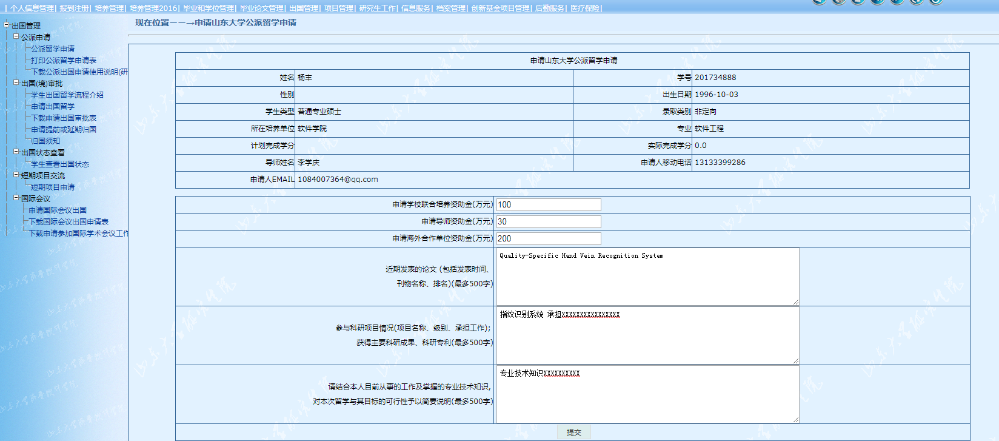 | 个人信息管理| 报到注册| 培养管理| 培养管理2016| 毕业和学位管理| 毕业论文管理| 出国管理| 项目管理| 研究生工作| 信息服务| 档案管理| 创新基金项目管理| 后勤服务| 医疗保险|
现在位置——→申请山东大学公派留学申请
出国管理
公派申请
公派留学申请
打印公派留学申请表
下载公派出国申请使用说明(研
出国(境)审批
学生出国留学流程介绍
申请出国留学
下载申请出国审批表
申请提前或延期归国
归国须知
出国状态查看
学生查看出国状态
短期项目交流
短期项目申请
国际会议
申请国际会议出国
下载国际会议出国申请表
下载申请参加国际学术会议工作
申请山东大学公派留学申请
姓名 杨丰 学号 201734888
性别 出生日期 1996-10-03
学生类型 普通专业硕士 录取类别 非定向
所在培养单位 软件学院 专业 软件工程
计划完成学分 实际完成学分 0.0
导师姓名 李学庆 申请人移动电话 13133399286
申请人EMAIL 1084007364@qq.com
申请学校联合培养资助金(万元) 100
申请导师资助金(万元) 30
申请海外合作单位资助金(万元) 200
近期发表的论文 (包括发表时间、
刊物名称、排名)(最多500字)
Quality-Specific Hand Vein Recognition System
参与科研项目情况(项目名称、级别、承担工作);
获得主要科研成果、科研专利(最多500字)
指纹识别系统 承担XXXXXXXXXXXXXXXX
请结合本人目前从事的工作及掌握的专业技术知识,
对本次留学与其目标的可行性予以简要说明(最多500字)
专业技术知识XXXXXXXXXX
提交